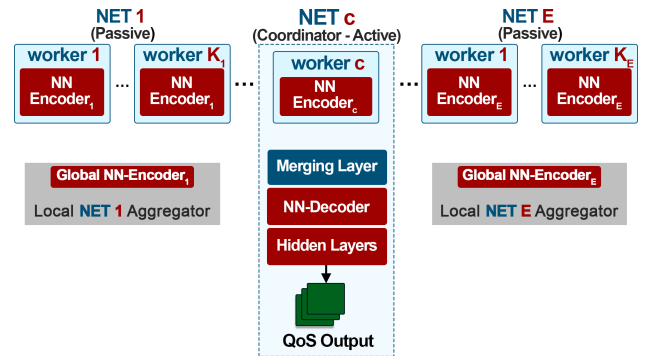 NET 1
(Passive)
NET c
(Coordinator - Active)
NET E
(Passive)
worker 1
NN
Encoder1
...
worker K1
NN
Encoder1
...
worker c
NN
Encoderc
...
worker 1
NN
EncoderE
...
worker KE
NN
EncoderE
Global NN-Encoder1
Local NET 1 Aggregator
Merging Layer
NN-Decoder
Hidden Layers
QoS Output
Global NN-EncoderE
Local NET E Aggregator